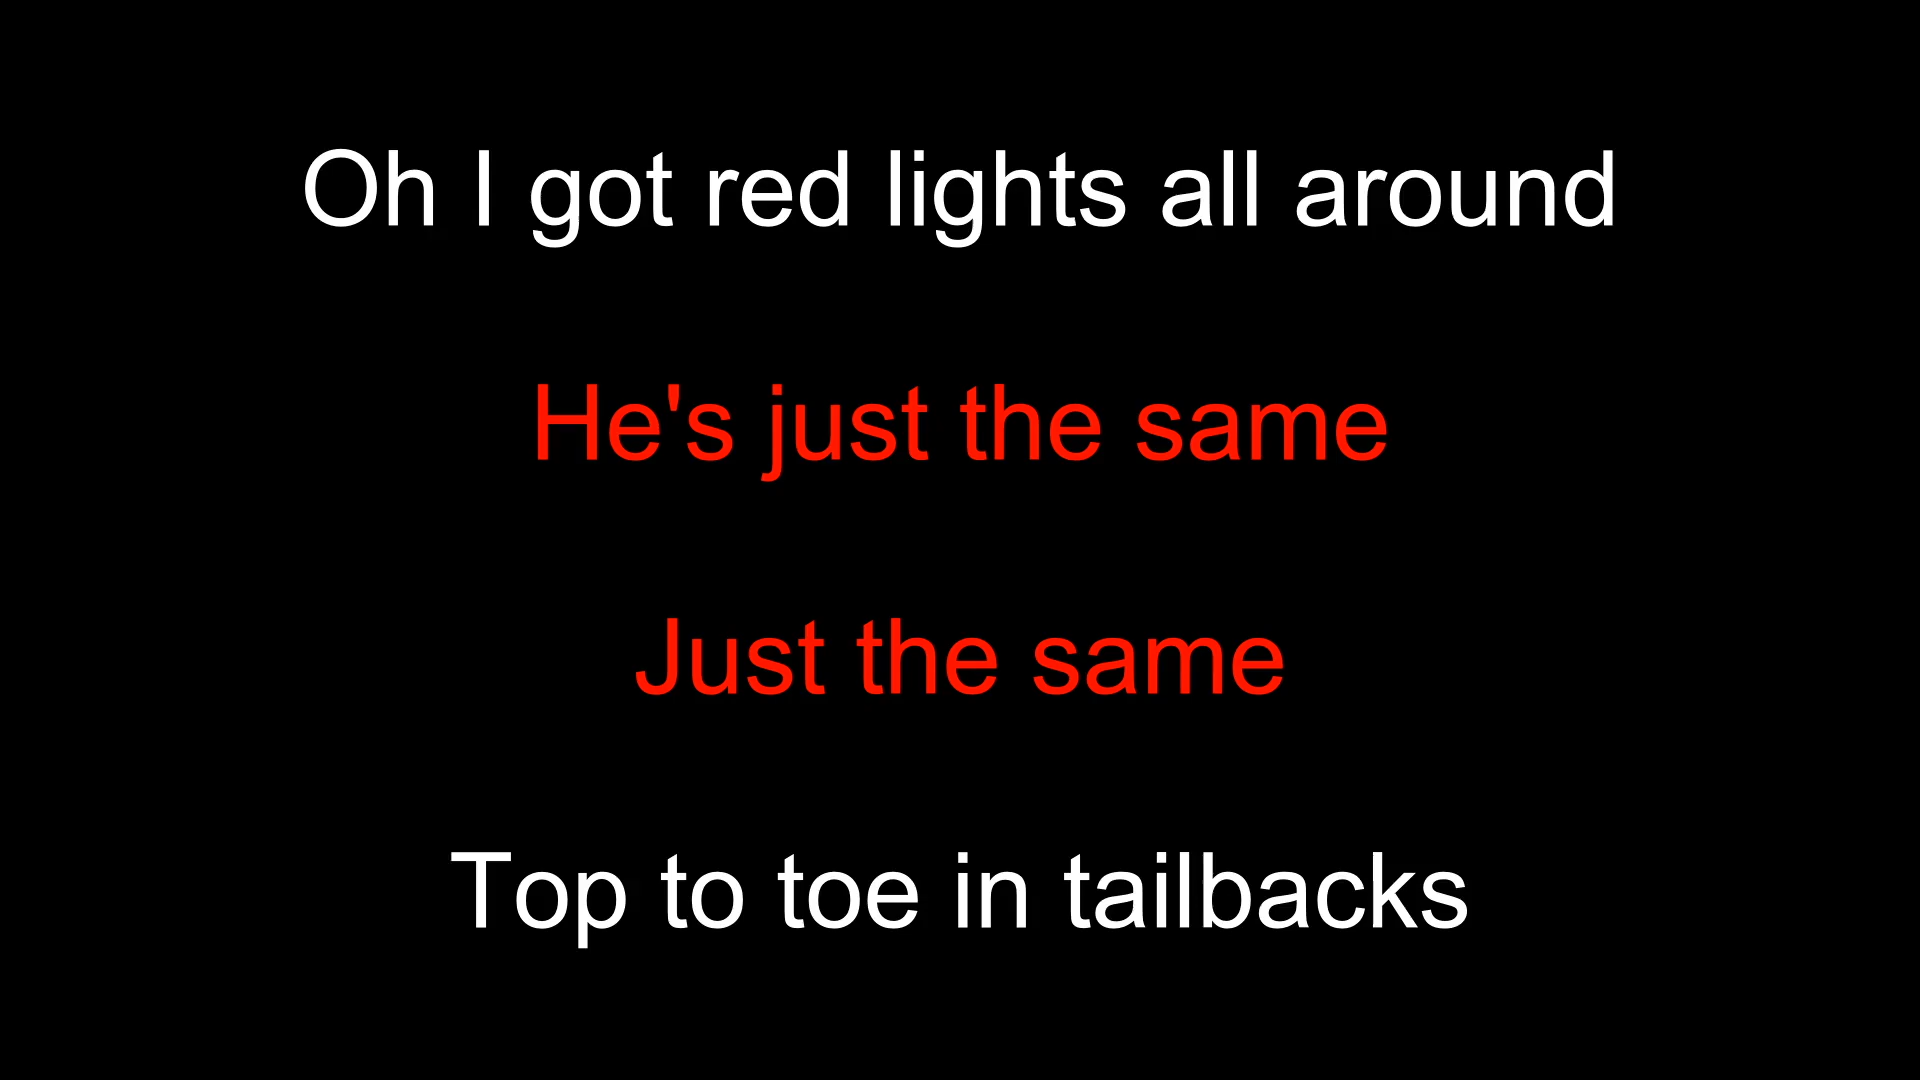 Oh I got red lights all around
He's just the same
Just the same
Top to toe in tailbacks